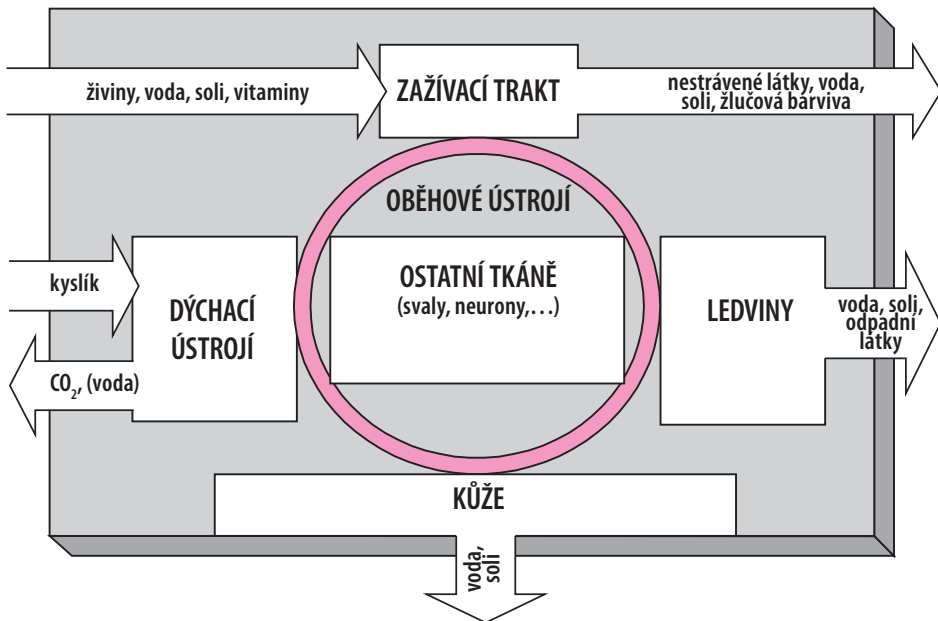 živiny, voda, soli, vitaminy
ZAŽÍVACÍ TRAKT
nestrávené látky, voda,
soli, žlučová barviva
OBĚHOVÉ ÚSTROJÍ
kyslík
DÝCHACÍ
ÚSTROJÍ
CO₂, (voda)
OSTATNÍ TKÁNĚ
(svaly, neurony,…)
LEDVINY
voda, soli,
odpadní
látky
KŮŽE
voda,
soli